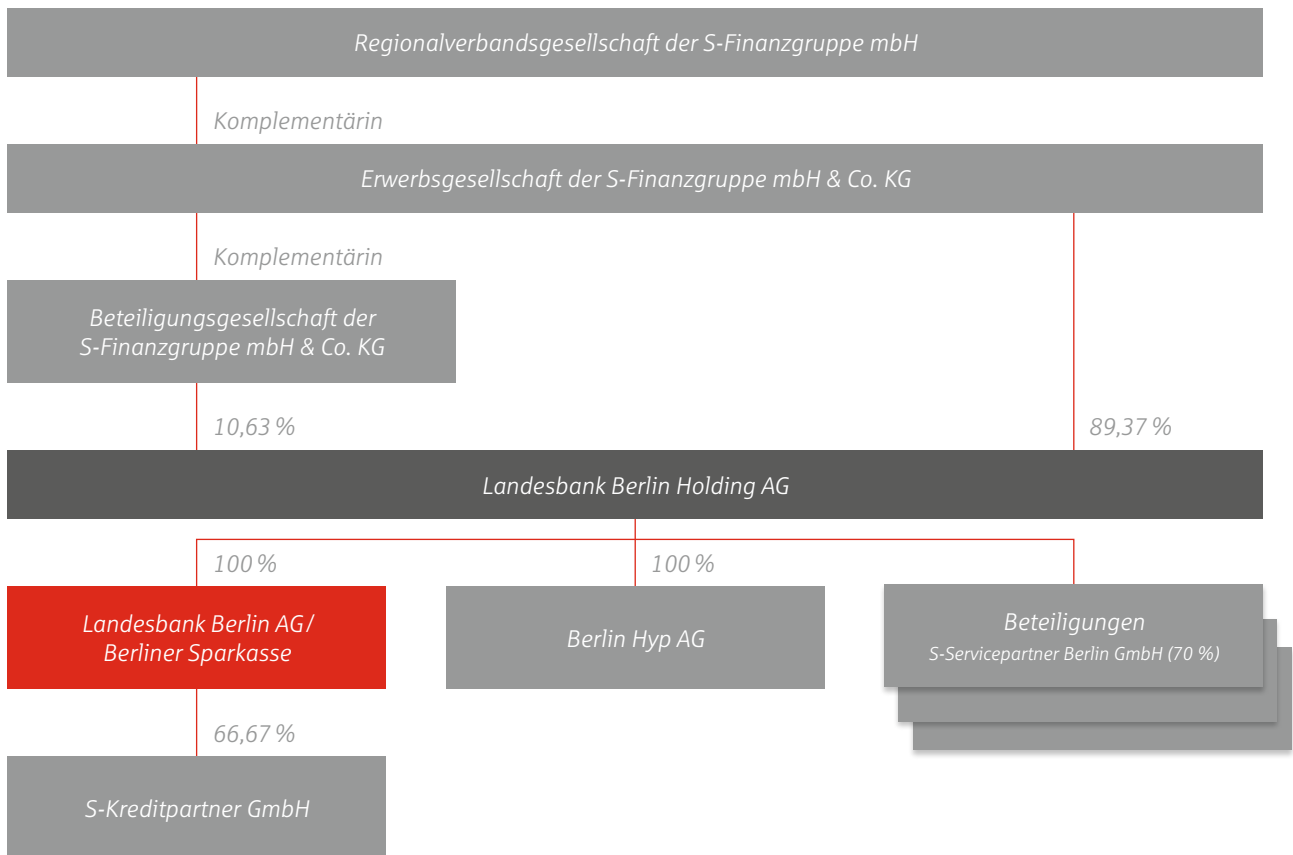 Regionalverbandsgesellschaft der S-Finanzgruppe mbH
Komplementärin
Erwerbsgesellschaft der S-Finanzgruppe mbH & Co. KG
Komplementärin
Beteiligungsgesellschaft der
S-Finanzgruppe mbH & Co. KG
10,63 %
89,37 %
Landesbank Berlin Holding AG
100 %
100 %
Landesbank Berlin AG/
Berliner Sparkasse
Berlin Hyp AG
Beteiligungen
S-Servicepartner Berlin GmbH (70 %)
66,67 %
S-Kreditpartner GmbH